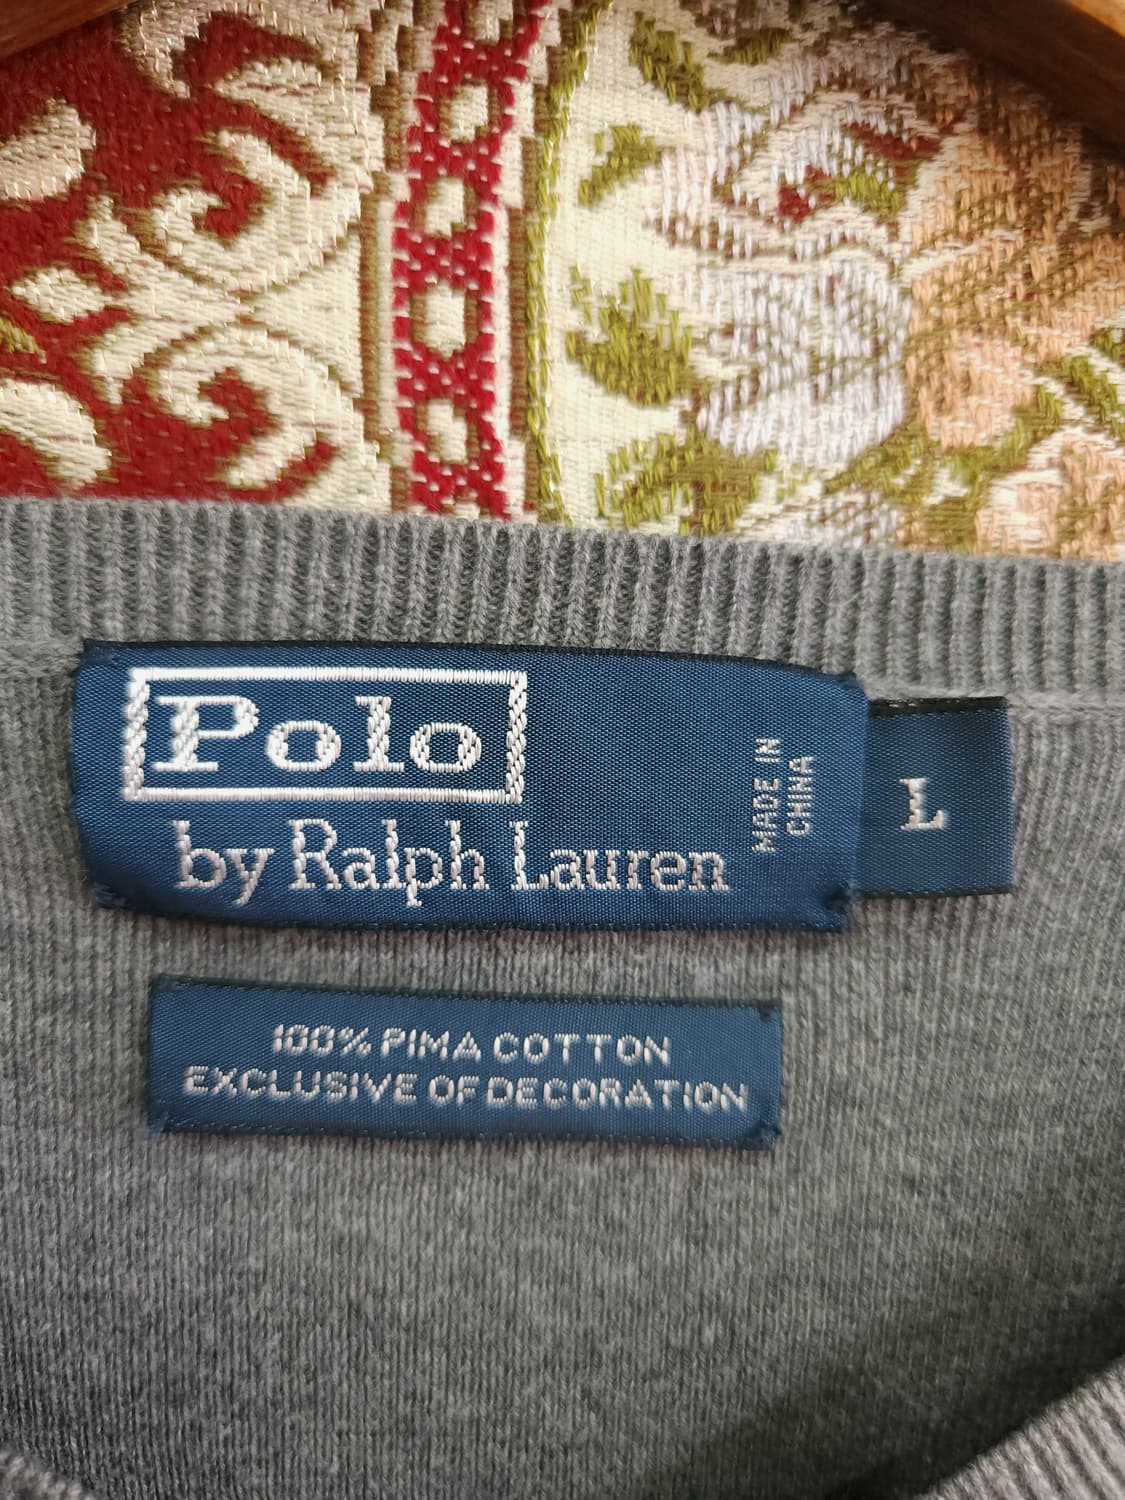 Polo
by Ralph Lauren
MADE IN
CHINA
L
100% PIMA COTTON
EXCLUSIVE OF DECORATION